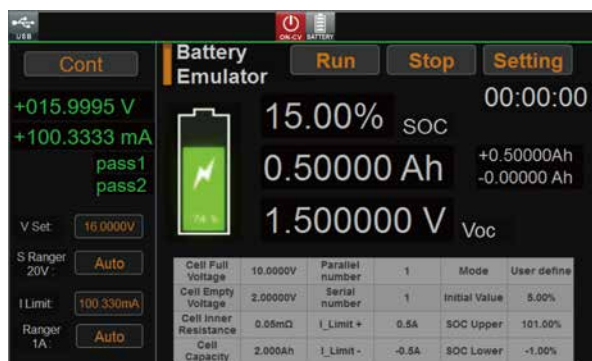 USB
ON-CV BATTERY
Cont
Battery Emulator
Run
Stop
Setting
+015.9995 V
+100.3333 mA
pass1
pass2
V Set: 16.0000V
S Ranger 20V : Auto
I Limit: 100.330mA
Ranger 1A : Auto
00:00:00
15.00% SOC
0.50000 Ah
+0.50000Ah
-0.00000 Ah
1.500000 V Voc
74 %
Cell Full Voltage 10.0000V Parallel number 1 Mode User define
Cell Empty Voltage 2.00000V Serial number 1 Initial Value 5.00%
Cell Inner Resistance 0.05mΩ I_Limit + 0.5A SOC Upper 101.00%
Cell Capacity 2.000Ah I_Limit - -0.5A SOC Lower -1.00%